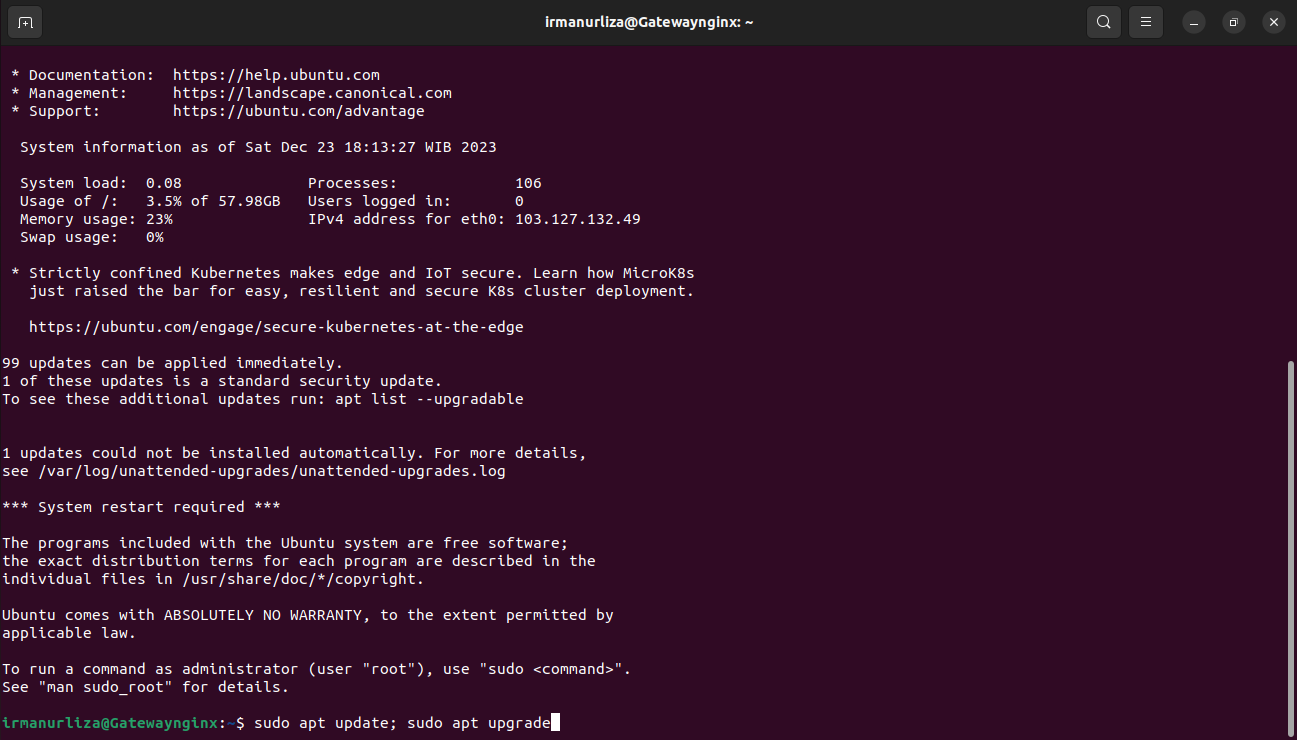 irmanurliza@Gatewaynginx: ~
* Documentation:  https://help.ubuntu.com
* Management:     https://landscape.canonical.com
* Support:        https://ubuntu.com/advantage
System information as of Sat Dec 23 18:13:27 WIB 2023
System load:  0.08              Processes:             106
Usage of /:   3.5% of 57.98GB   Users logged in:       0
Memory usage: 23%               IPv4 address for eth0: 103.127.132.49
Swap usage:   0%
* Strictly confined Kubernetes makes edge and IoT secure. Learn how MicroK8s
just raised the bar for easy, resilient and secure K8s cluster deployment.
https://ubuntu.com/engage/secure-kubernetes-at-the-edge
99 updates can be applied immediately.
1 of these updates is a standard security update.
To see these additional updates run: apt list --upgradable
1 updates could not be installed automatically. For more details,
see /var/log/unattended-upgrades/unattended-upgrades.log
*** System restart required ***
The programs included with the Ubuntu system are free software;
the exact distribution terms for each program are described in the
individual files in /usr/share/doc/*/copyright.
Ubuntu comes with ABSOLUTELY NO WARRANTY, to the extent permitted by
applicable law.
To run a command as administrator (user "root"), use "sudo <command>".
See "man sudo_root" for details.
irmanurliza@Gatewaynginx:~$ sudo apt update; sudo apt upgrade